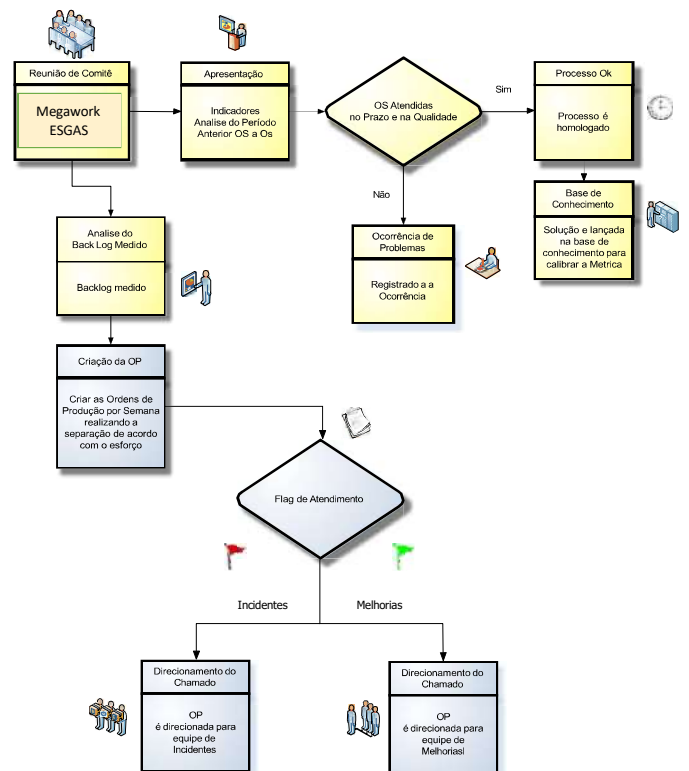 Reunião de Comitê
Megawork
ESGAS
Apresentação
Indicadores
Analise do Período
Anterior OS a Os
OS Atendidas
no Prazo e na Qualidade
Sim
Processo Ok
Processo é
homologado
Não
Base de
Conhecimento
Solução e lançada
na base de
conhecimento para
calibrar a Metrica
Ocorrência de
Problemas
Registrado a a
Ocorrência
Analise do
Back Log Medido
Backlog medido
Criação da OP
Criar as Ordens de
Produção por Semana
realizando a
separação de acordo
com o esforço
Flag de Atendimento
Incidentes
Melhorias
Direcionamento do
Chamado
OP
é direcionada para
equipe de
Incidentes
Direcionamento do
Chamado
OP
é direcionada para
equipe de
MelhoriasI